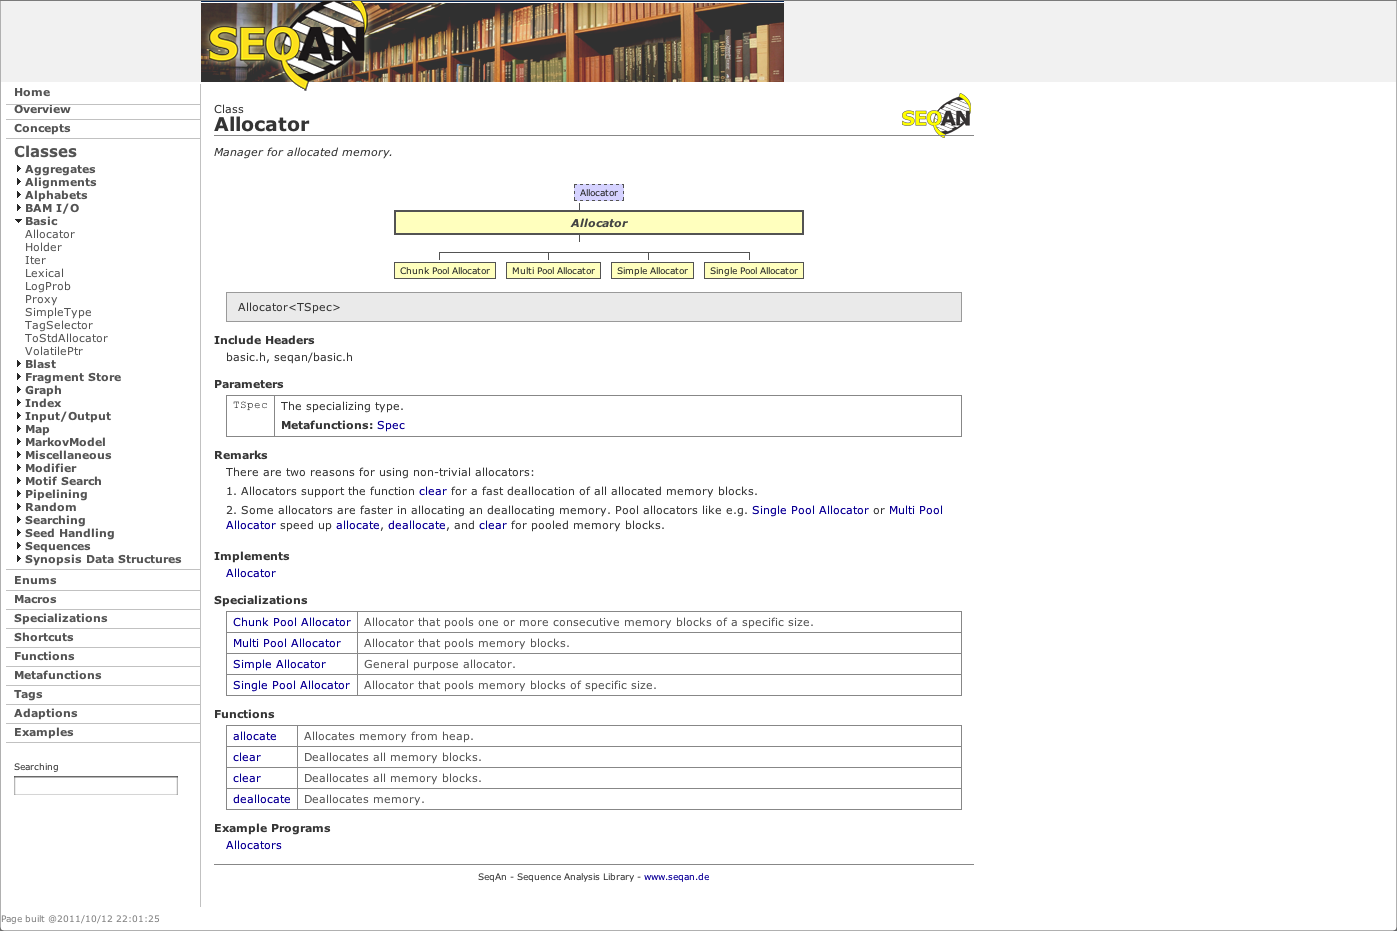 SEQAN
Home
Overview
Concepts
Classes
Aggregates
Alignments
Alphabets
BAM I/O
Basic
Allocator
Holder
Iter
Lexical
LogProb
Proxy
SimpleType
TagSelector
ToStdAllocator
VolatilePtr
Blast
Fragment Store
Graph
Index
Input/Output
Map
MarkovModel
Miscellaneous
Modifier
Motif Search
Pipelining
Random
Searching
Seed Handling
Sequences
Synopsis Data Structures
Enums
Macros
Specializations
Shortcuts
Functions
Metafunctions
Tags
Adaptions
Examples
Searching
Class
Allocator
SEQAN
Manager for allocated memory.
Allocator
Allocator
Chunk Pool Allocator Multi Pool Allocator Simple Allocator Single Pool Allocator
Allocator<TSpec>
Include Headers
basic.h, seqan/basic.h
Parameters
TSpec The specializing type.
Metafunctions: Spec
Remarks
There are two reasons for using non-trivial allocators:
1. Allocators support the function clear for a fast deallocation of all allocated memory blocks.
2. Some allocators are faster in allocating an deallocating memory. Pool allocators like e.g. Single Pool Allocator or Multi Pool
Allocator speed up allocate, deallocate, and clear for pooled memory blocks.
Implements
Allocator
Specializations
Chunk Pool Allocator Allocator that pools one or more consecutive memory blocks of a specific size.
Multi Pool Allocator Allocator that pools memory blocks.
Simple Allocator General purpose allocator.
Single Pool Allocator Allocator that pools memory blocks of specific size.
Functions
allocate Allocates memory from heap.
clear Deallocates all memory blocks.
clear Deallocates all memory blocks.
deallocate Deallocates memory.
Example Programs
Allocators
SeqAn - Sequence Analysis Library - www.seqan.de
Page built @2011/10/12 22:01:25